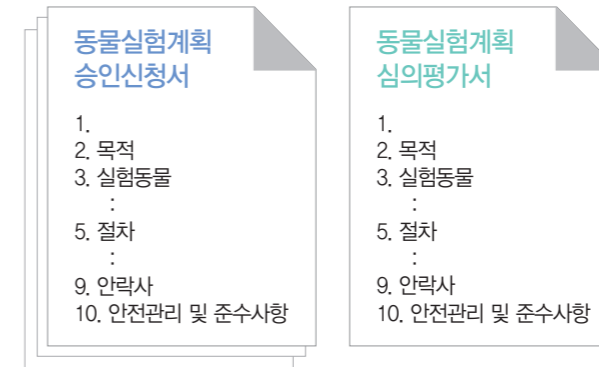 동물실험계획
승인신청서
1.
2. 목적
3. 실험동물
:
5. 절차
:
9. 안락사
10. 안전관리 및 준수사항
동물실험계획
심의평가서
1.
2. 목적
3. 실험동물
:
5. 절차
:
9. 안락사
10. 안전관리 및 준수사항